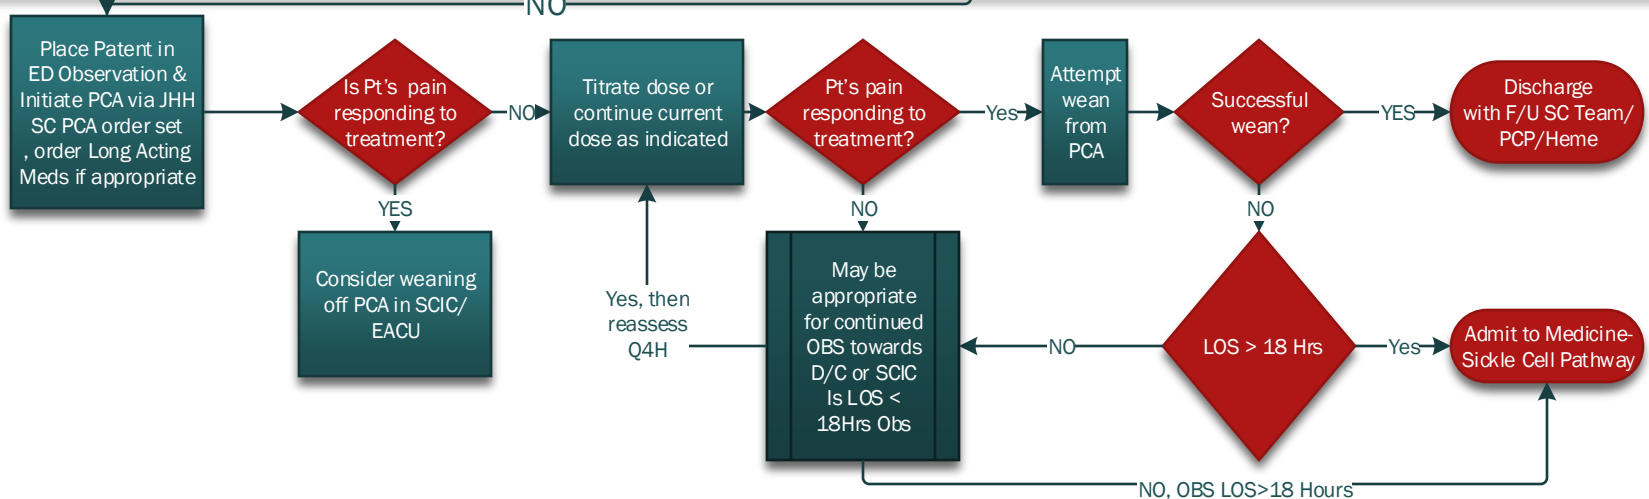 NO
Place Patent in
ED Observation &
Initiate PCA via JHH
SC PCA order set
, order Long Acting
Meds if appropriate
Is Pt's pain
responding to
treatment?
NO
Titrate dose or
continue current
dose as indicated
Pt's pain
responding to
treatment?
Yes
Attempt
wean
from
PCA
Successful
wean?
YES
Discharge
with F/U SC Team/
PCP/Heme
YES
NO
NO
Consider weaning
off PCA in SCIC/
EACU
Yes, then
reassess
Q4H
May be
appropriate
for continued
OBS towards
D/C or SCIC
Is LOS <
18Hrs Obs
NO
LOS > 18 Hrs
Yes
Admit to Medicine-
Sickle Cell Pathway
NO, OBS LOS>18 Hours